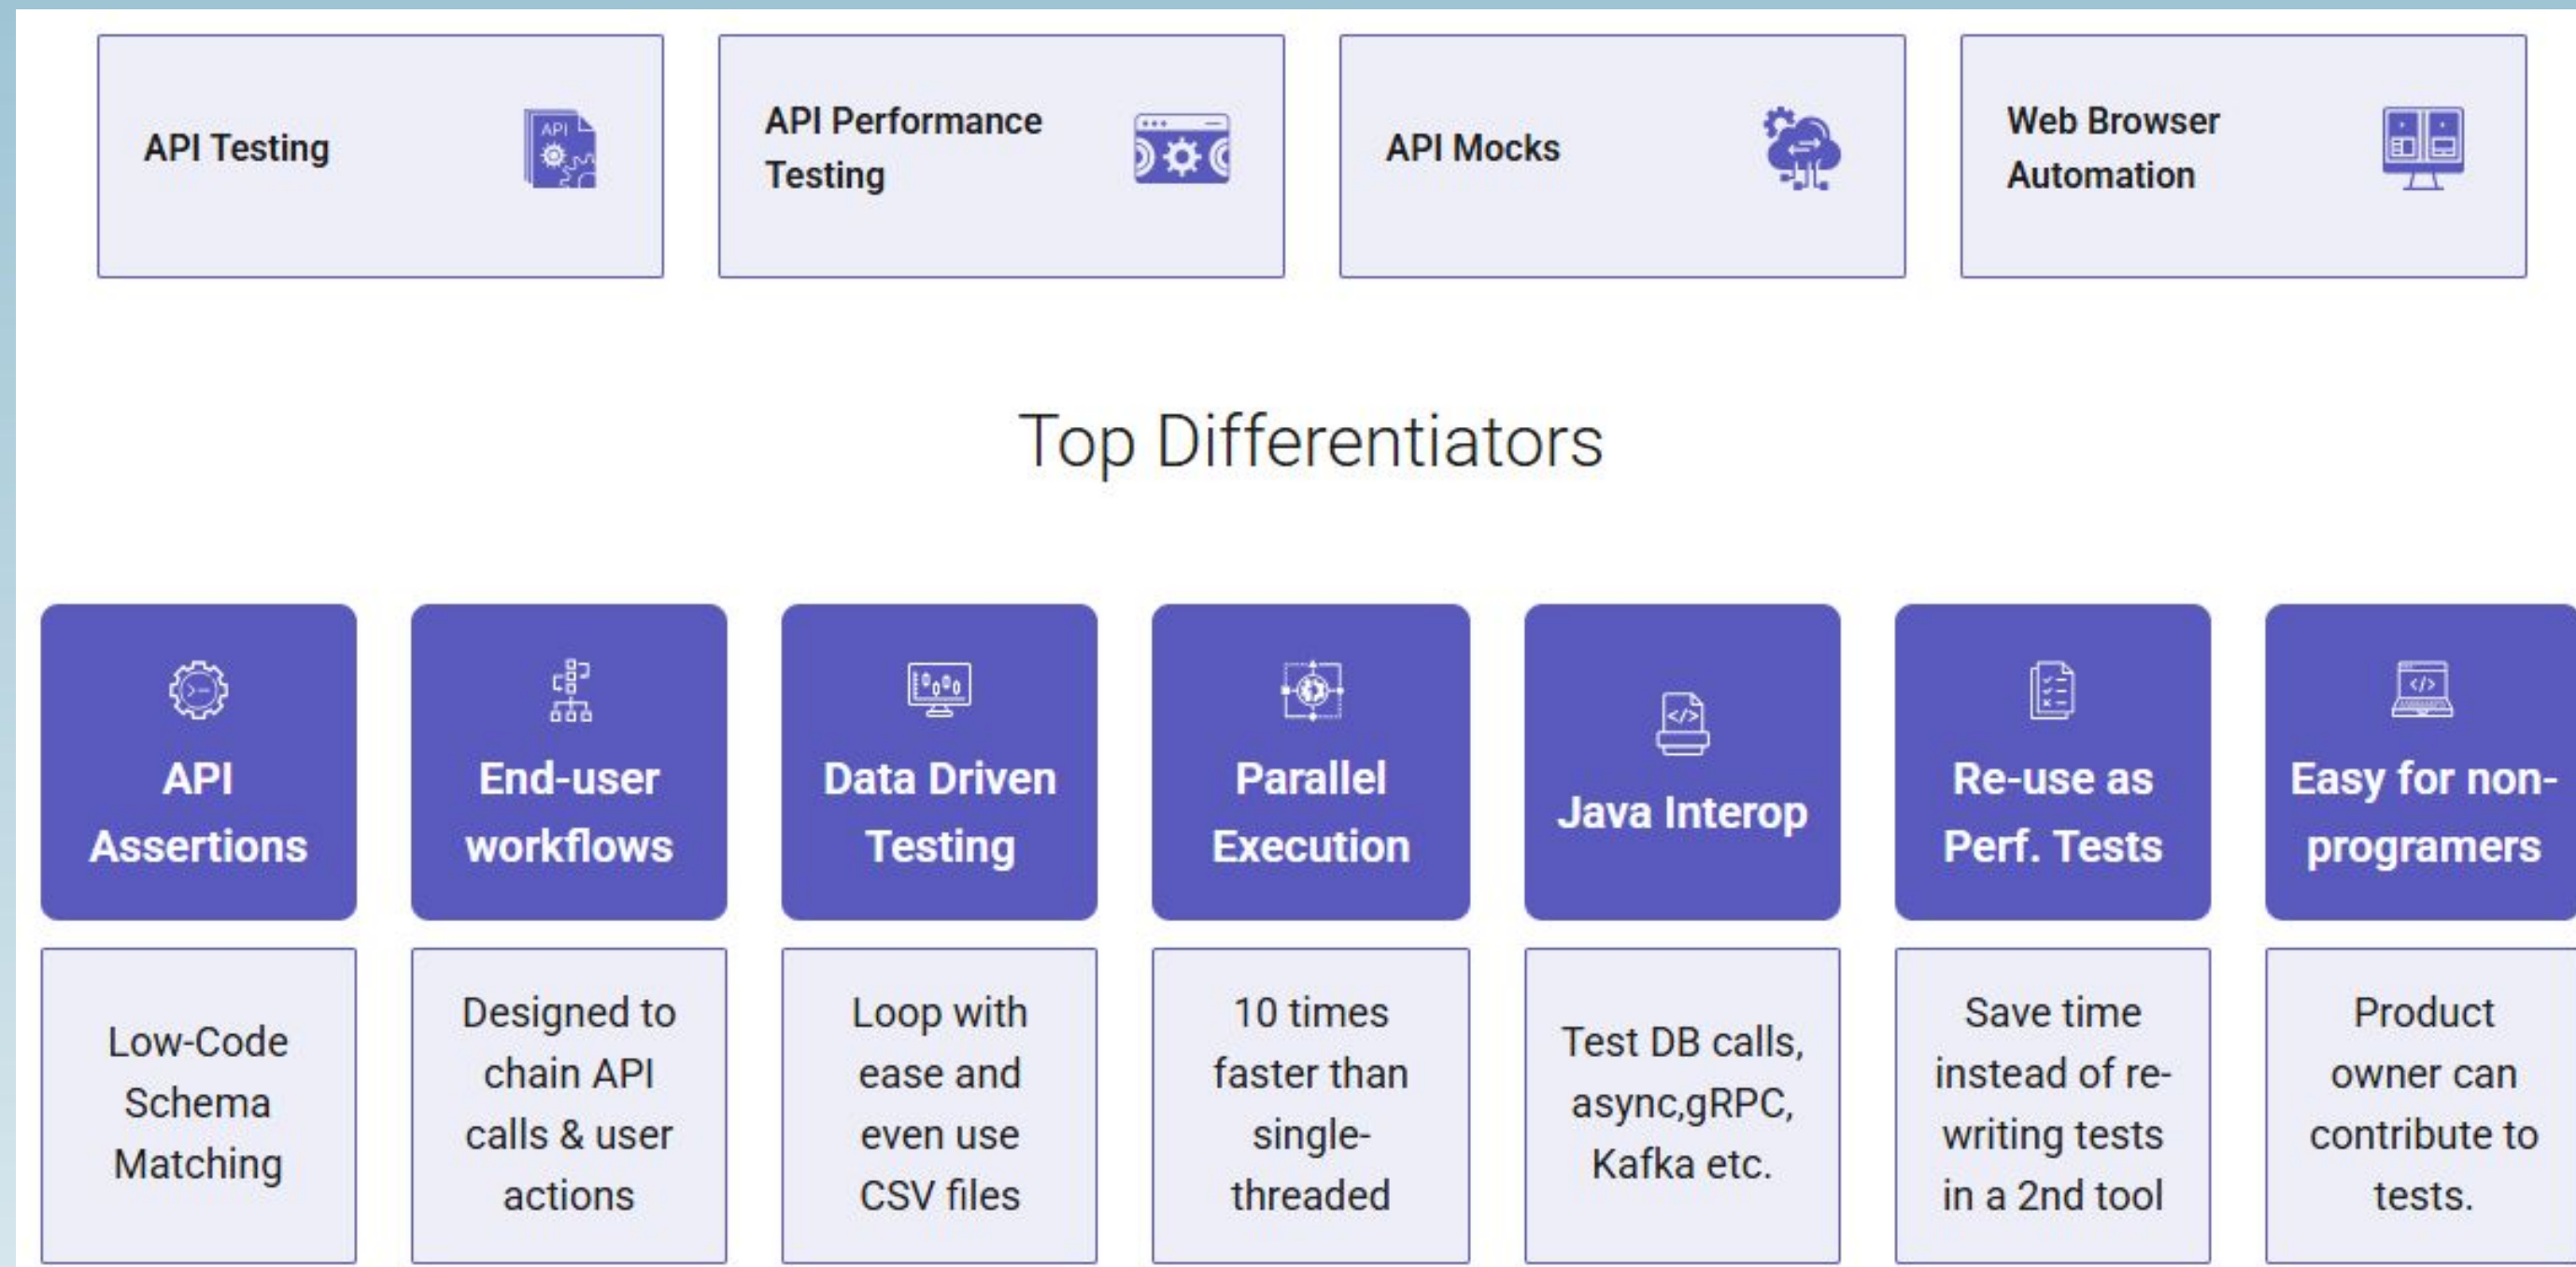 API Testing
API
API Performance
Testing
API Mocks
Web Browser
Automation
Top Differentiators
API
Assertions
End-user
workflows
Data Driven
Testing
Parallel
Execution
Java Interop
Re-use as
Perf. Tests
Easy for non-
programers
Low-Code
Schema
Matching
Designed to
chain API
calls & user
actions
Loop with
ease and
even use
CSV files
10 times
faster than
single-
threaded
Test DB calls,
async,gRPC,
Kafka etc.
Save time
instead of re-
writing tests
in a 2nd tool
Product
owner can
contribute to
tests.